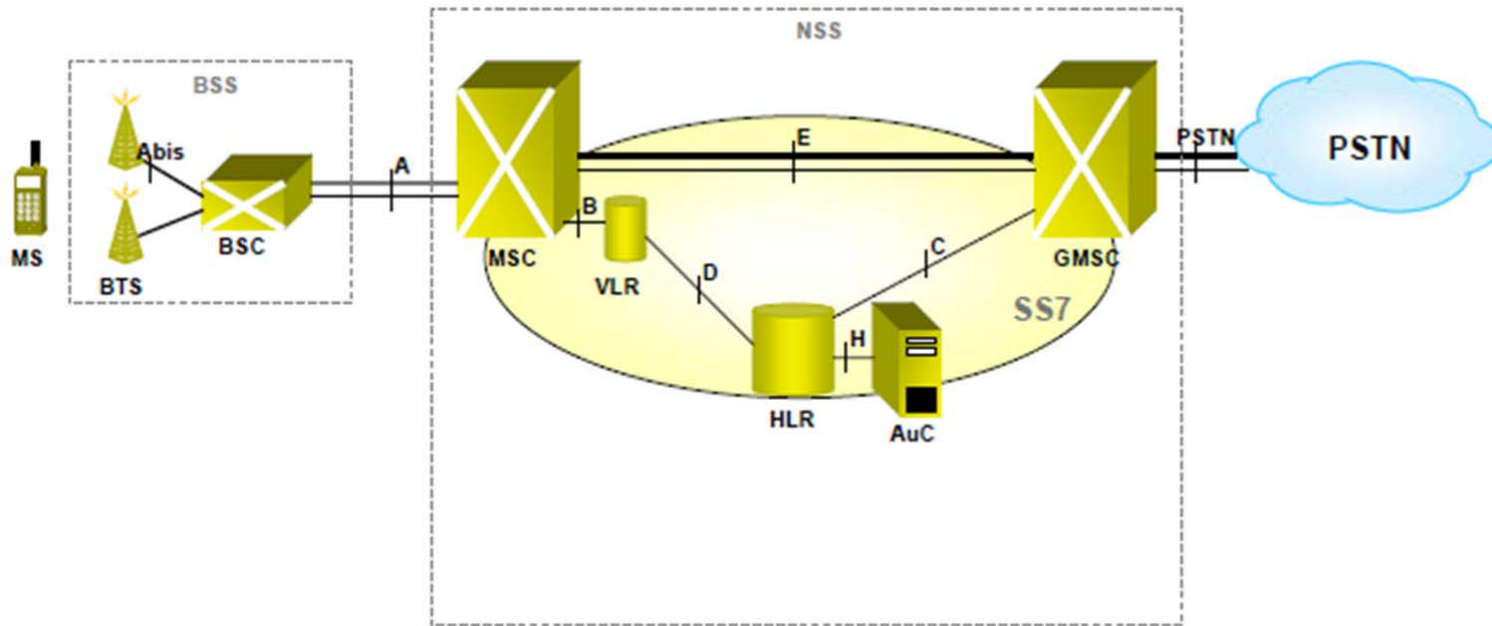 NSS
BSS
Abis
A
E
PSTN
PSTN
B
MS
BTS
BSC
MSC
VLR
D
C
GMSC
SS7
H
HLR
AuC